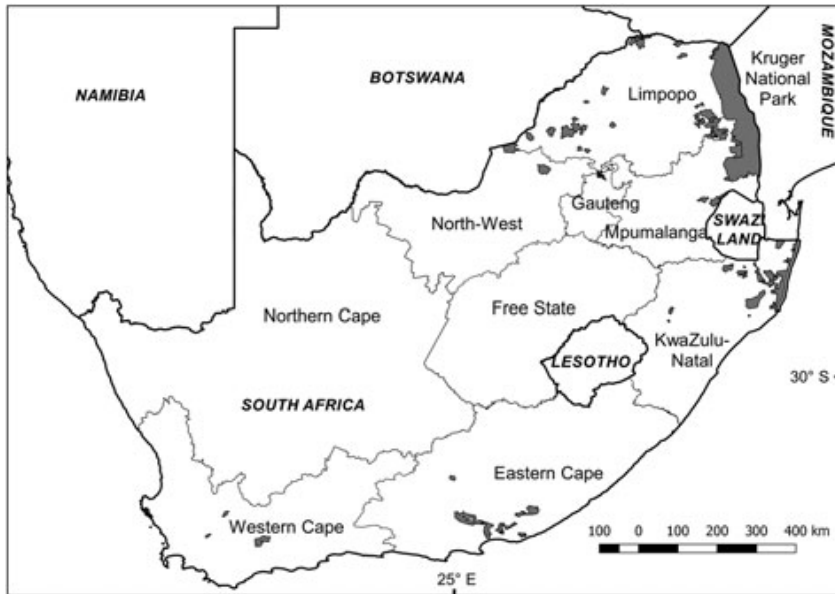 NAMIBIA
BOTSWANA
MOZAMBIQUE
Kruger
National
Park
Limpopo
North-West
Gauteng
Mpumalanga
SWAZI
LAND
Northern Cape
Free State
KwaZulu-
Natal
LESOTHO
30° S
SOUTH AFRICA
Eastern Cape
Western Cape
100 0 100 200 300 400 km
25° E